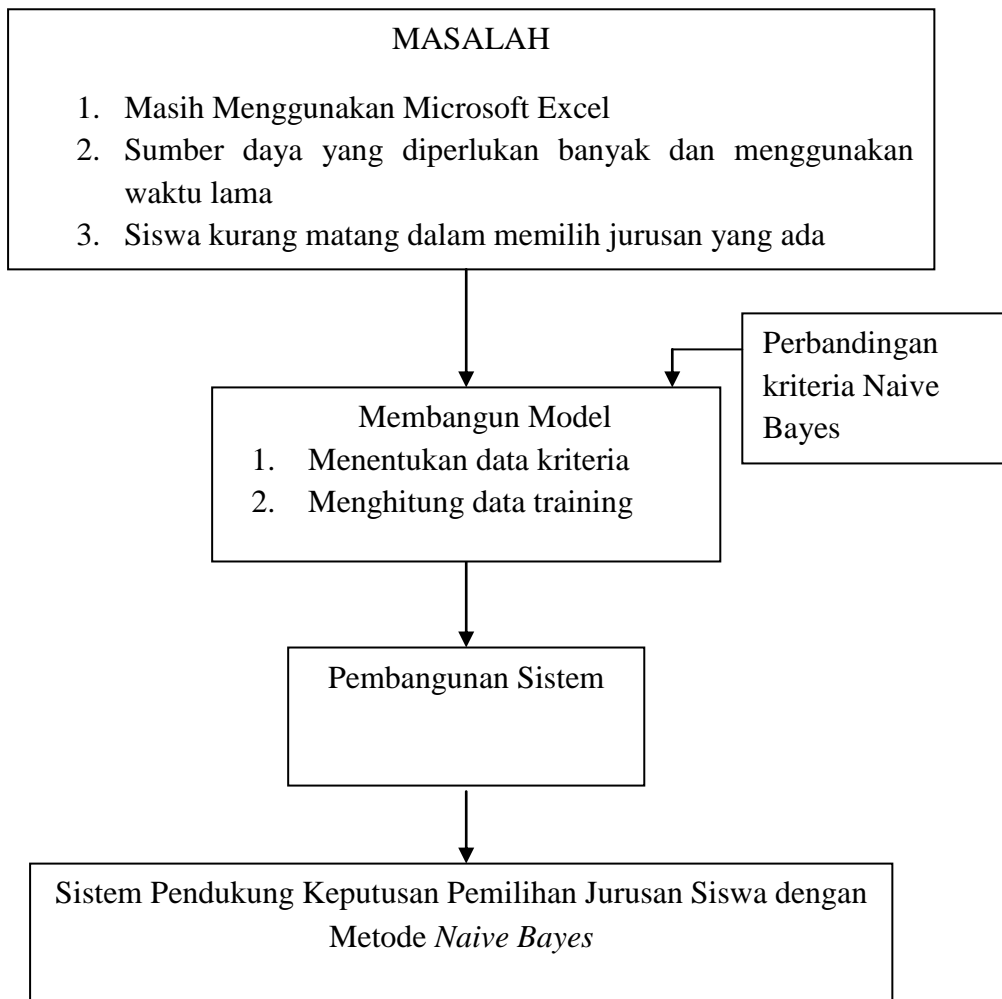 MASALAH
1. Masih Menggunakan Microsoft Excel
2. Sumber daya yang diperlukan banyak dan menggunakan
waktu lama
3. Siswa kurang matang dalam memilih jurusan yang ada
Perbandingan
kriteria Naive
Bayes
Membangun Model
1. Menentukan data kriteria
2. Menghitung data training
Pembangunan Sistem
Sistem Pendukung Keputusan Pemilihan Jurusan Siswa dengan
Metode Naive Bayes